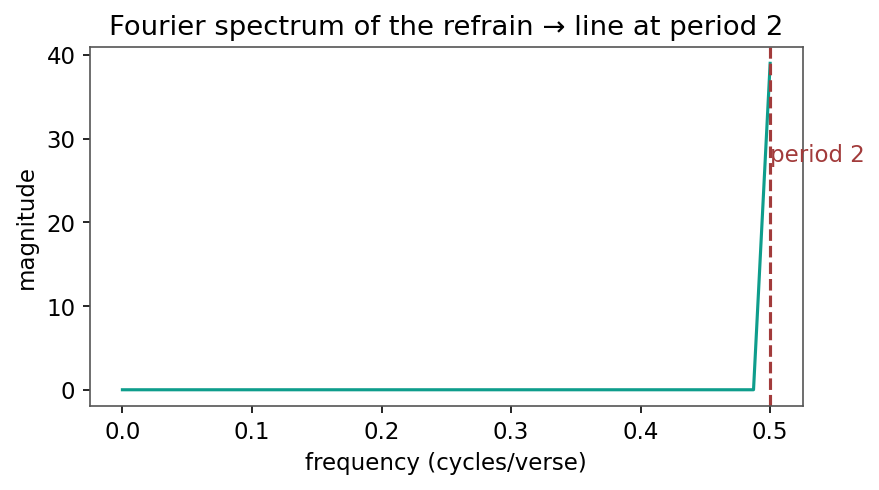 Fourier spectrum of the refrain → line at period 2
40
30
20
10
0
magnitude
period 2
0.0 0.1 0.2 0.3 0.4 0.5
frequency (cycles/verse)